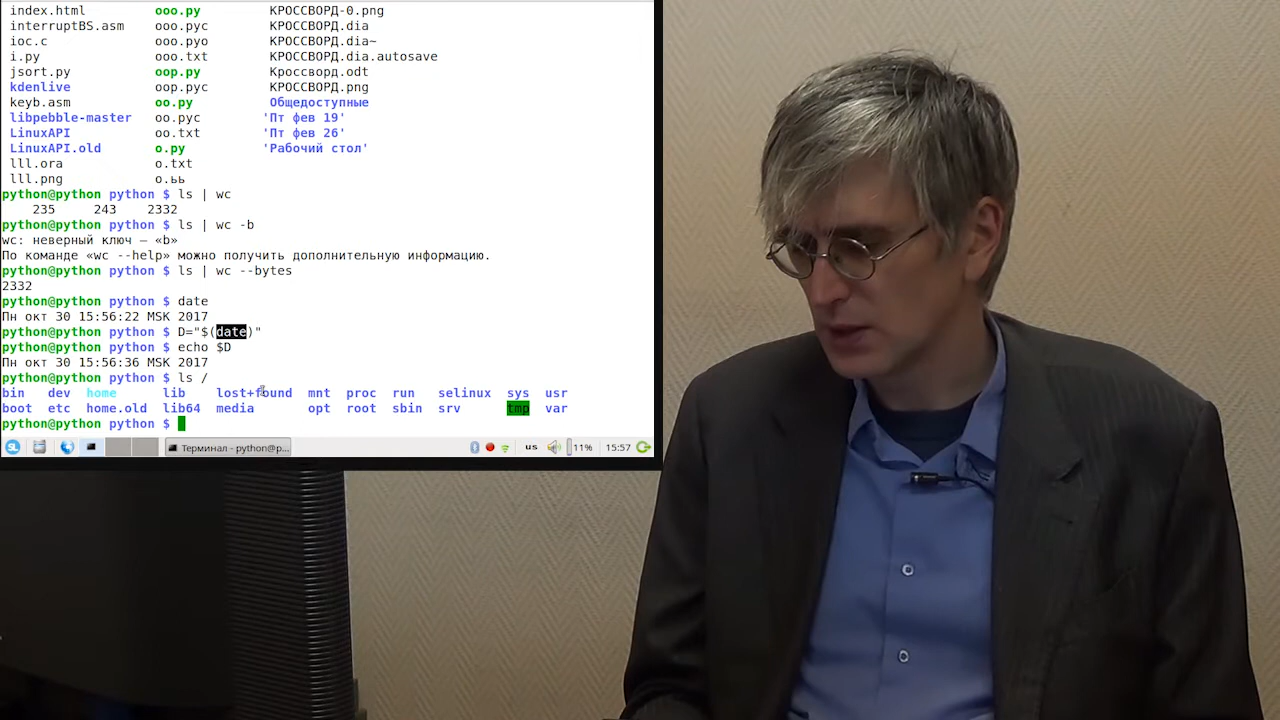 index.html ooo.py КРОССВОРД-0.png
interruptBS.asm ooo.pyc КРОССВОРД.dia
ioc.c ooo.pyo КРОССВОРД.dia~
i.py ooo.txt КРОССВОРД.dia.autosave
jsort.py oop.py Кроссворд.odt
kdenlive oop.pyc КРОССВОРД.png
keyb.asm oo.py Общедоступные
libpebble-master oo.pyc 'Пт фев 19'
LinuxAPI oo.txt 'Пт фев 26'
LinuxAPI.old o.py 'Рабочий стол'
lll.ora o.txt
lll.png o.ьь
python@python python $ ls | wc
235 243 2332
python@python python $ ls | wc -b
wc: неверный ключ — «b»
По команде «wc --help» можно получить дополнительную информацию.
python@python python $ ls | wc --bytes
2332
python@python python $ date
Пн окт 30 15:56:22 MSK 2017
python@python python $ D="$(date)"
python@python python $ echo $D
Пн окт 30 15:56:36 MSK 2017
python@python python $ ls /
bin dev home lib lost+found mnt proc run selinux sys usr
boot etc home.old lib64 media opt root sbin srv tmp var
python@python python $
SL Терминал - python@p... us 11% 15:57